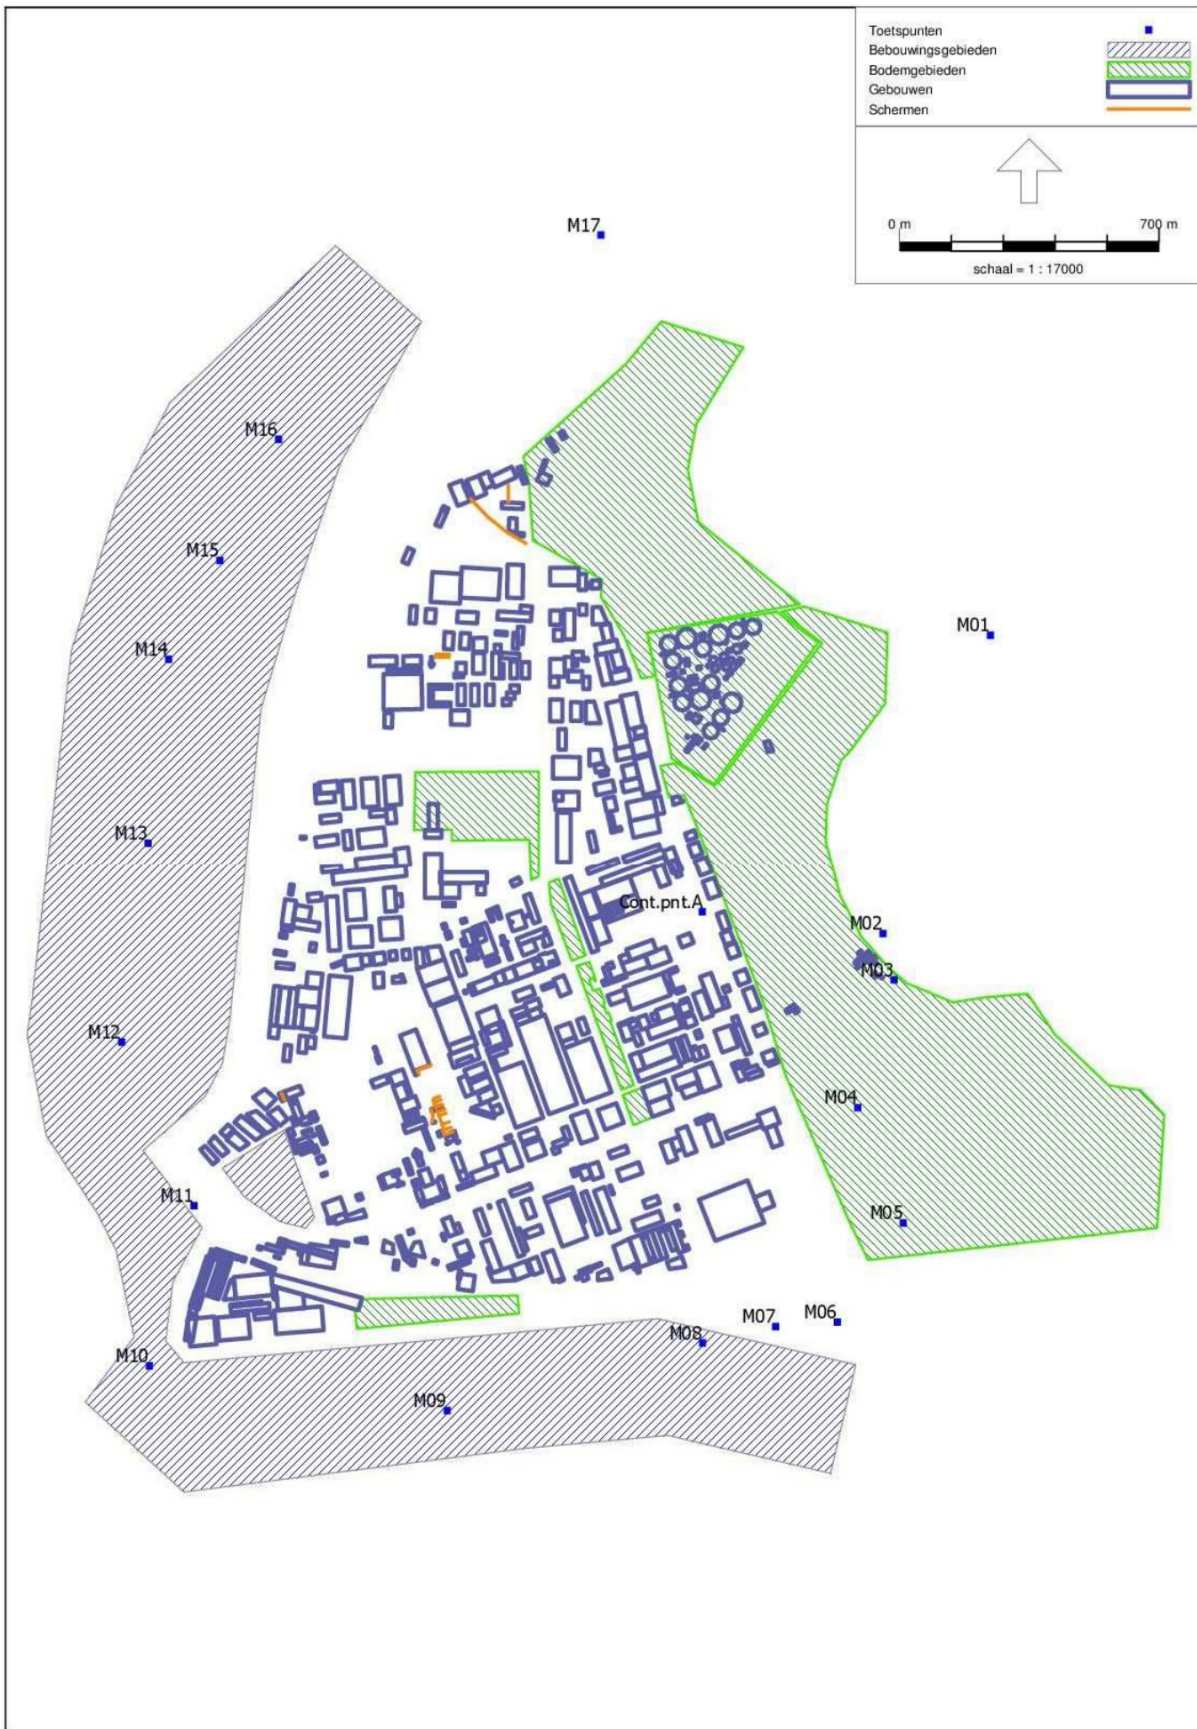 Toetspunten
Bebouwingsgebieden
Bodemgebieden
Gebouwen
Schermen
0 m 700 m
schaal = 1 : 17000
M17
M16
M15
M01
M14
M13
Cont.pnt.A
M02
M03
M12
M04
M11
M05
M06
M07
M08
M10
M09